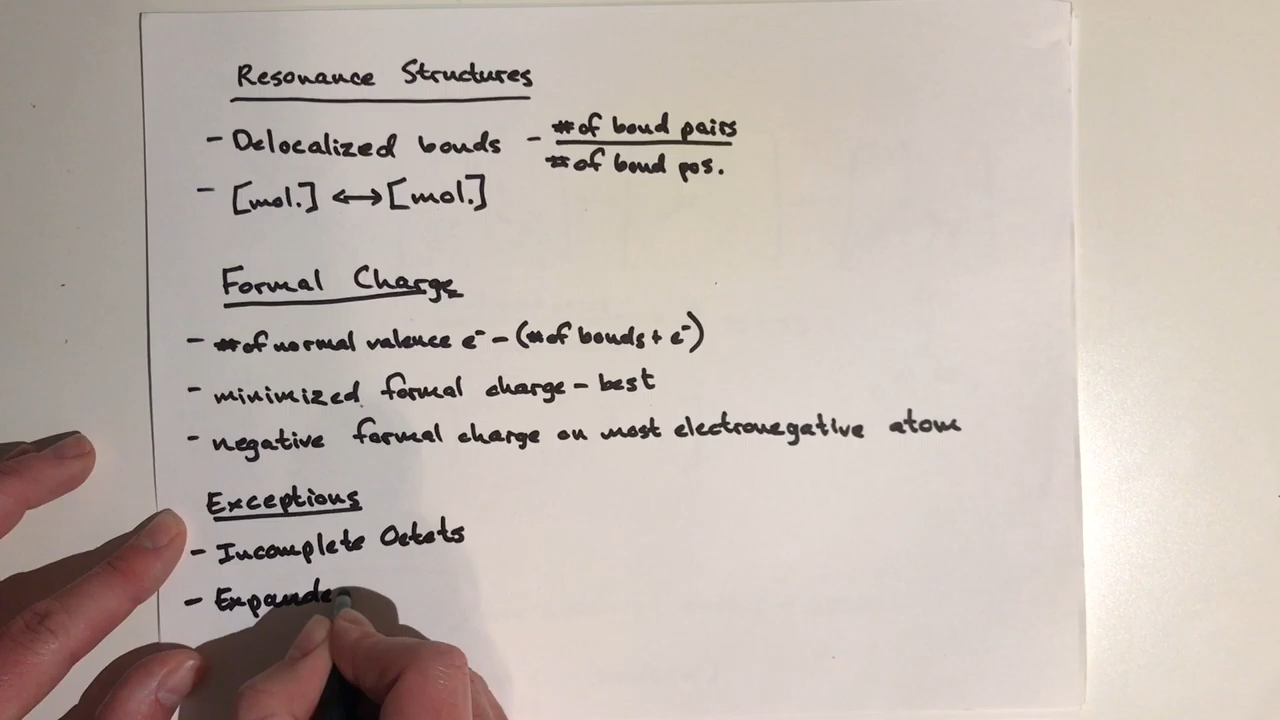 Resonance Structures
- Delocalized bonds - # of bond pairs
# of bond pos.
- [mol.] ⟷ [mol.]
Formal Charge
- # of normal valence e⁻ - (# of bonds + e⁻)
- minimized formal charge - best
- negative formal charge on most electronegative atom
Exceptions
- Incomplete Octets
- Expande